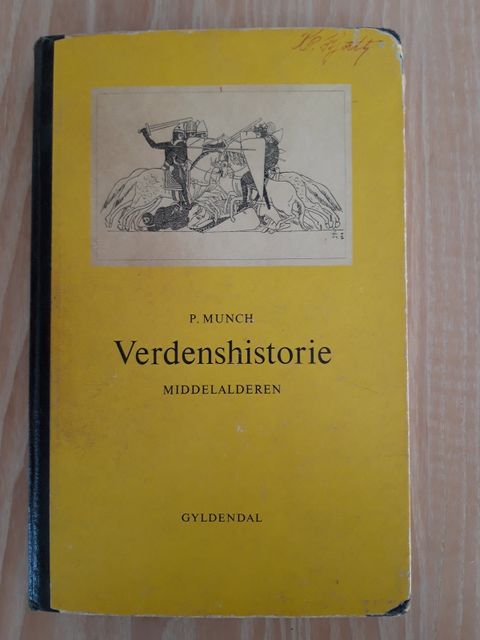 P. MUNCH
Verdenshistorie
MIDDELALDEREN
GYLDENDAL